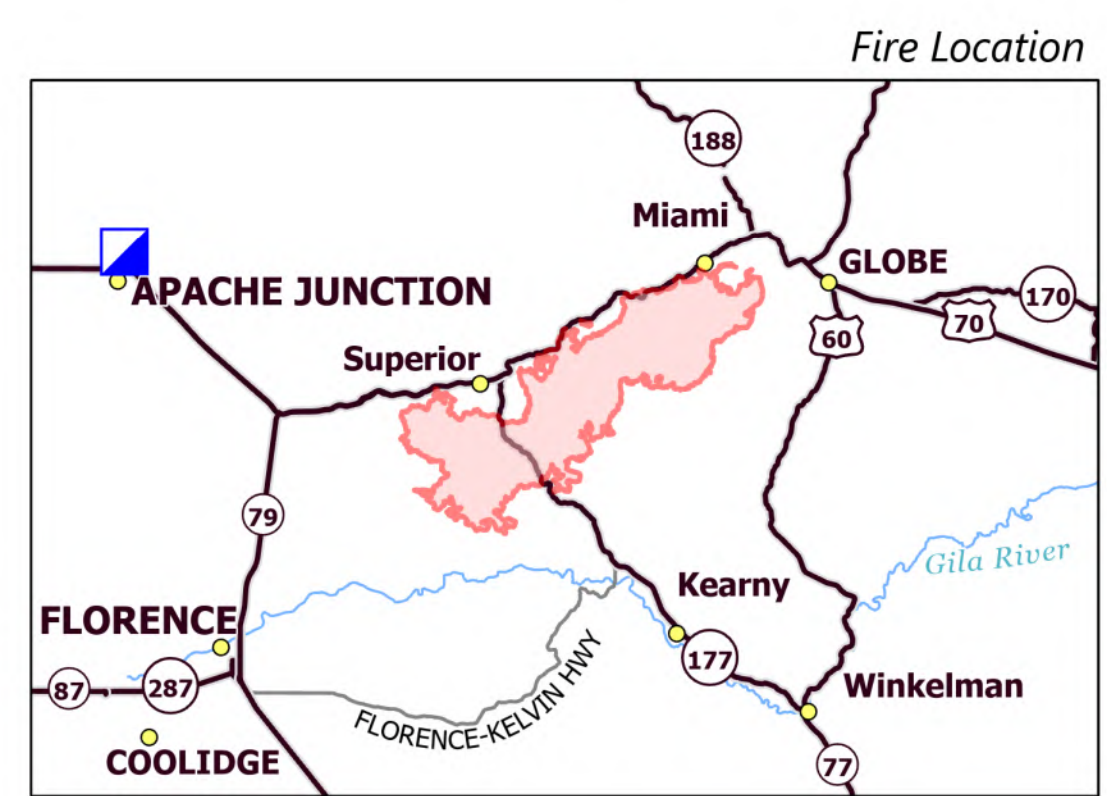 Fire Location
188
Miami
GLOBE
170
APACHE JUNCTION
70
60
Superior
79
Gila River
Kearny
FLORENCE
177
87
287
Winkelman
FLORENCE-KELVIN HWY
COOLIDGE
77